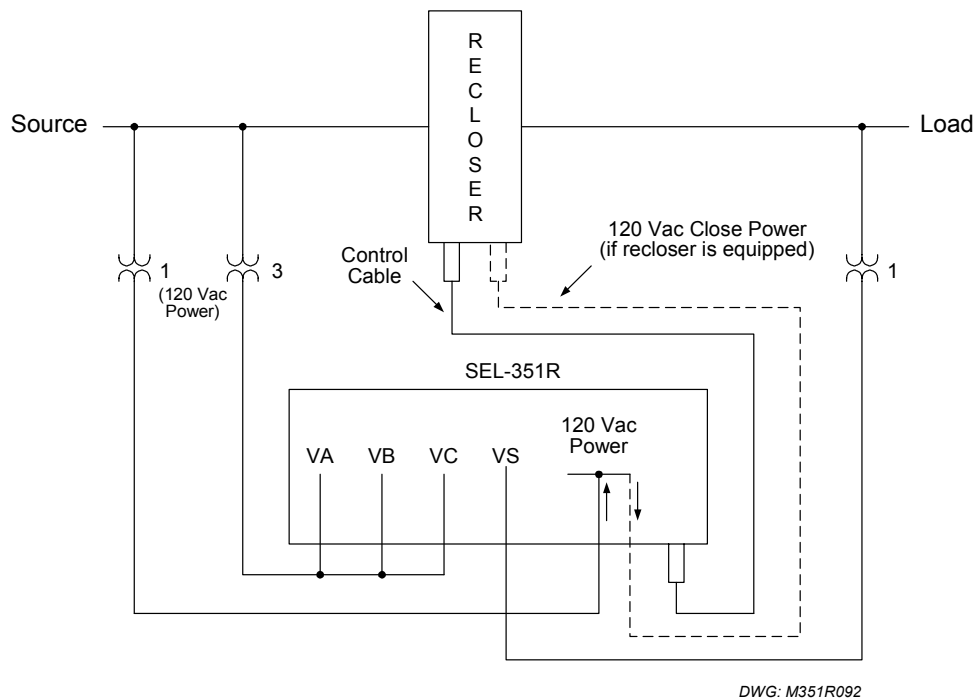 RECLOSER
Source
Load
120 Vac Close Power
(if recloser is equipped)
Control
Cable
1
(120 Vac
Power)
3
1
SEL-351R
120 Vac
Power
VA VB VC VS
DWG: M351R092